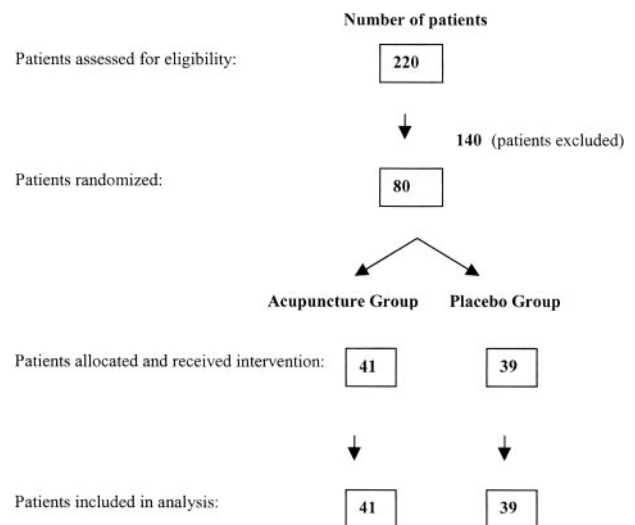 Number of patients
Patients assessed for eligibility: 220
140 (patients excluded)
Patients randomized: 80
Acupuncture Group Placebo Group
Patients allocated and received intervention: 41 39
Patients included in analysis: 41 39